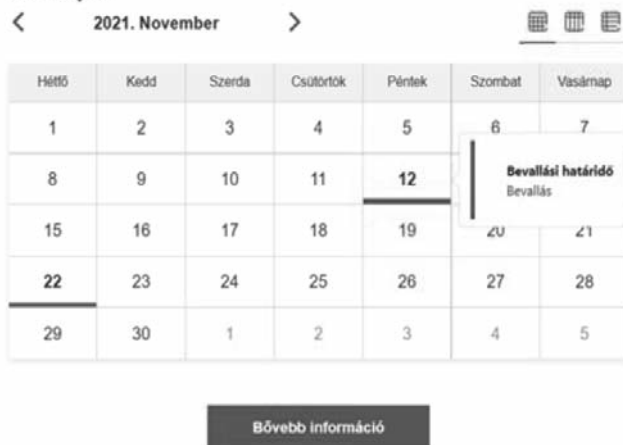 2021. November
Hétfő Kedd Szerda Csütörtök Péntek Szombat Vasárnap
1 2 3 4 5 6 7
8 9 10 11 12
Bevallási határidő
Bevallás
15 16 17 18 19 20 21
22 23 24 25 26 27 28
29 30 1 2 3 4 5
Bővebb információ